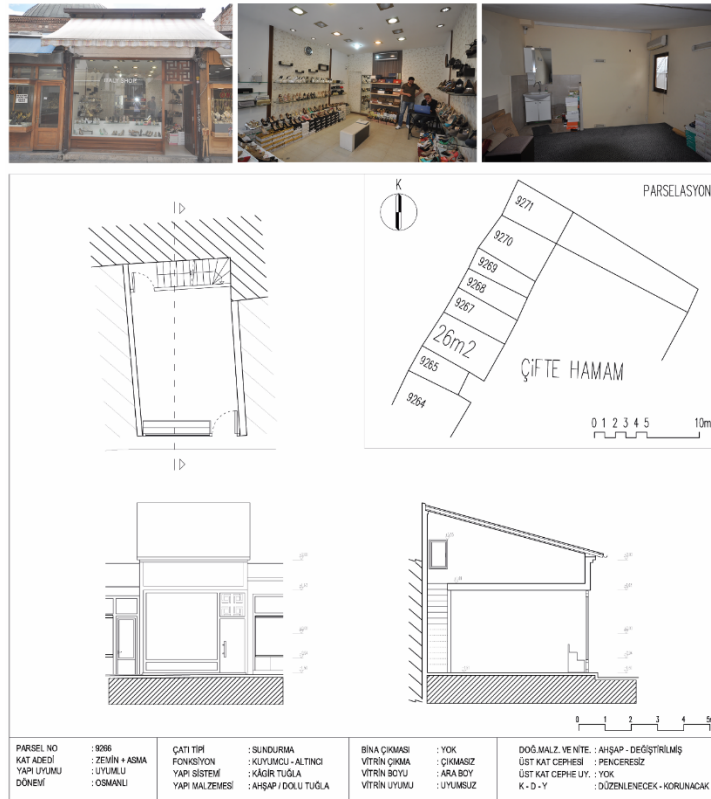 ITALY SHOP
K
PARSELASYON
9271
9270
9269
9268
9267
26m2
9265
9264
ÇİFTE HAMAM
0 1 2 3 4 5 10m
0 1 2 3 4
PARSEL NO : 9266
KAT ADEDİ : ZEMİN + ASMA
YAPI UYUMU : UYUMLU
DÖNEMİ : OSMANLI
ÇATI TİPİ : SUNDURMA
FONKSİYON : KUYUMCU - ALTINCI
YAPI SİSTEMİ : KÂGİR TUĞLA
YAPI MALZEMESİ : AHŞAP / DOLU TUĞLA
BİNA ÇIKMASI : YOK
VİTRİN ÇIKMA : ÇIKMASIZ
VİTRİN BOYU : ARA BOY
VİTRİN UYUMU : UYUMSUZ
DOĞ.MALZ. VE NİTE. : AHŞAP - DEĞİŞTİRİLMİŞ
ÜST KAT CEPHESİ : PENCERESİZ
ÜST KAT CEPHE UY. : YOK
K - D - Y : DÜZENLENECEK - KORUNACAK